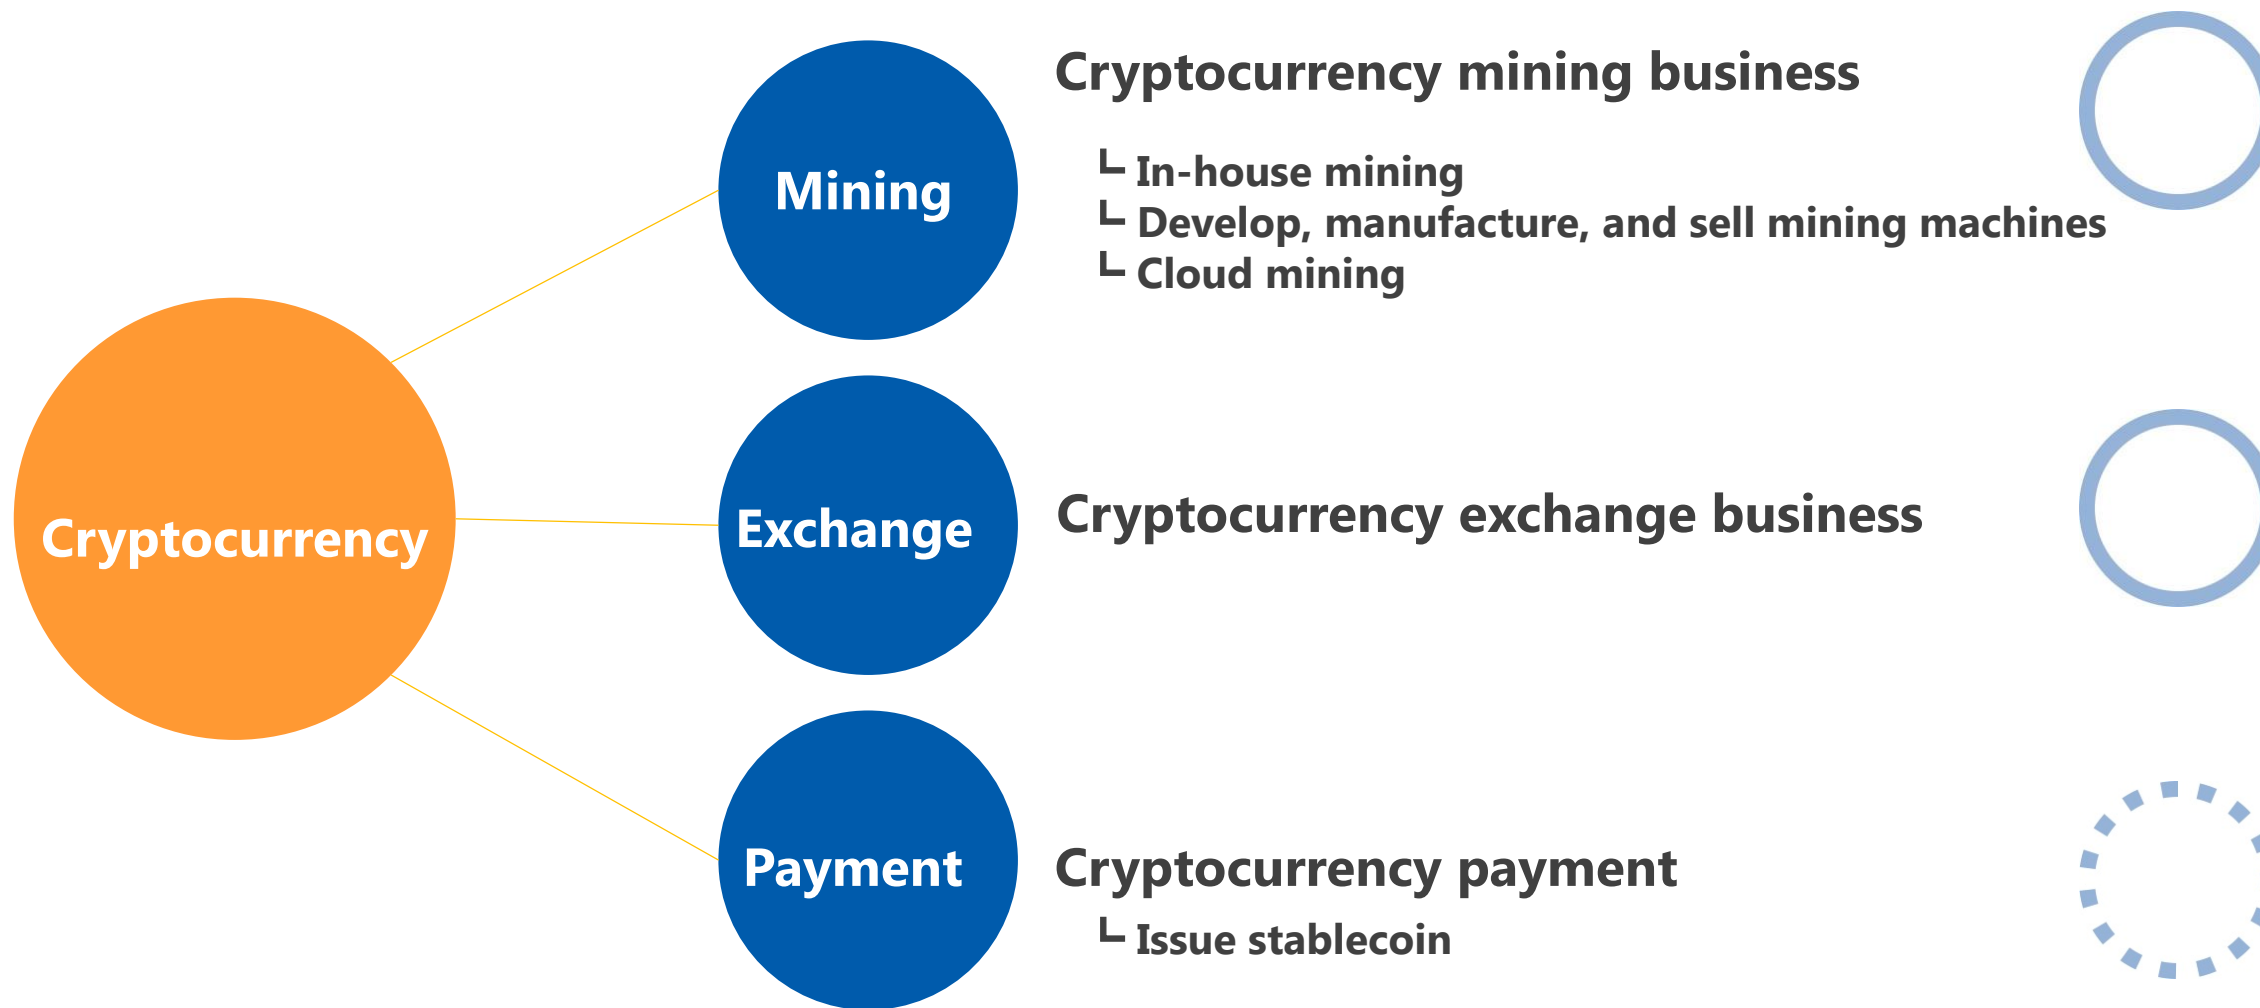 Cryptocurrency
Mining
Cryptocurrency mining business
┗ In-house mining
┗ Develop, manufacture, and sell mining machines
┗ Cloud mining
Exchange
Cryptocurrency exchange business
Payment
Cryptocurrency payment
┗ Issue stablecoin